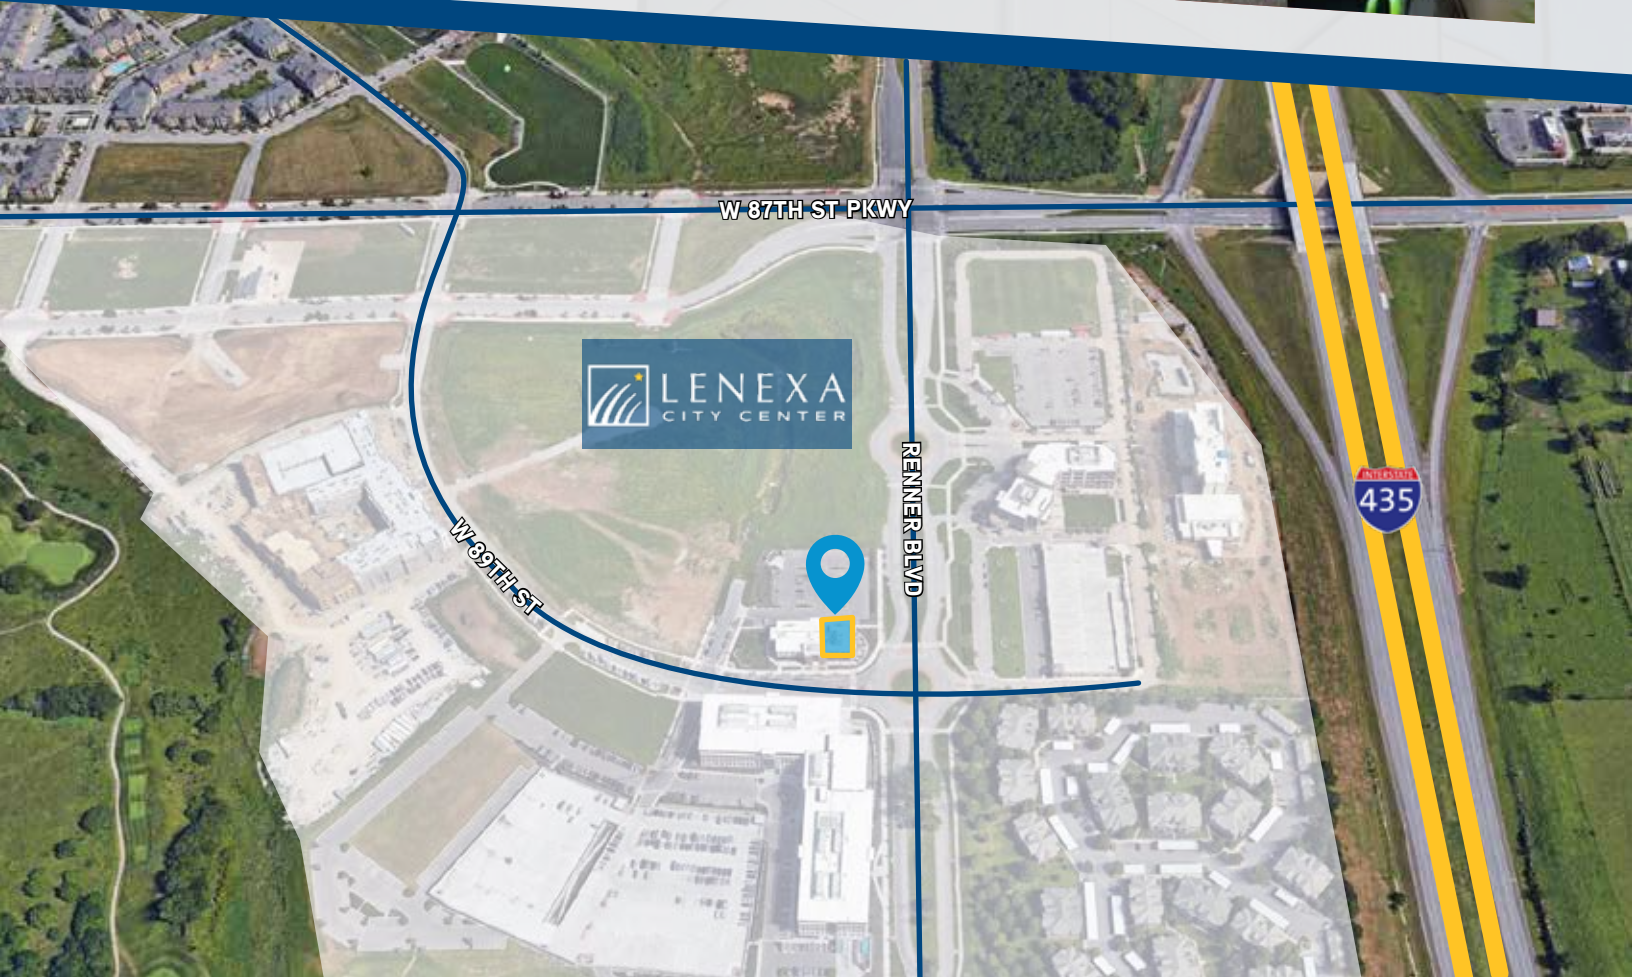 W 87TH ST PKWY
LENEXA
CITY CENTER
RENNER BLVD
INTERSTATE
435
W 89TH ST